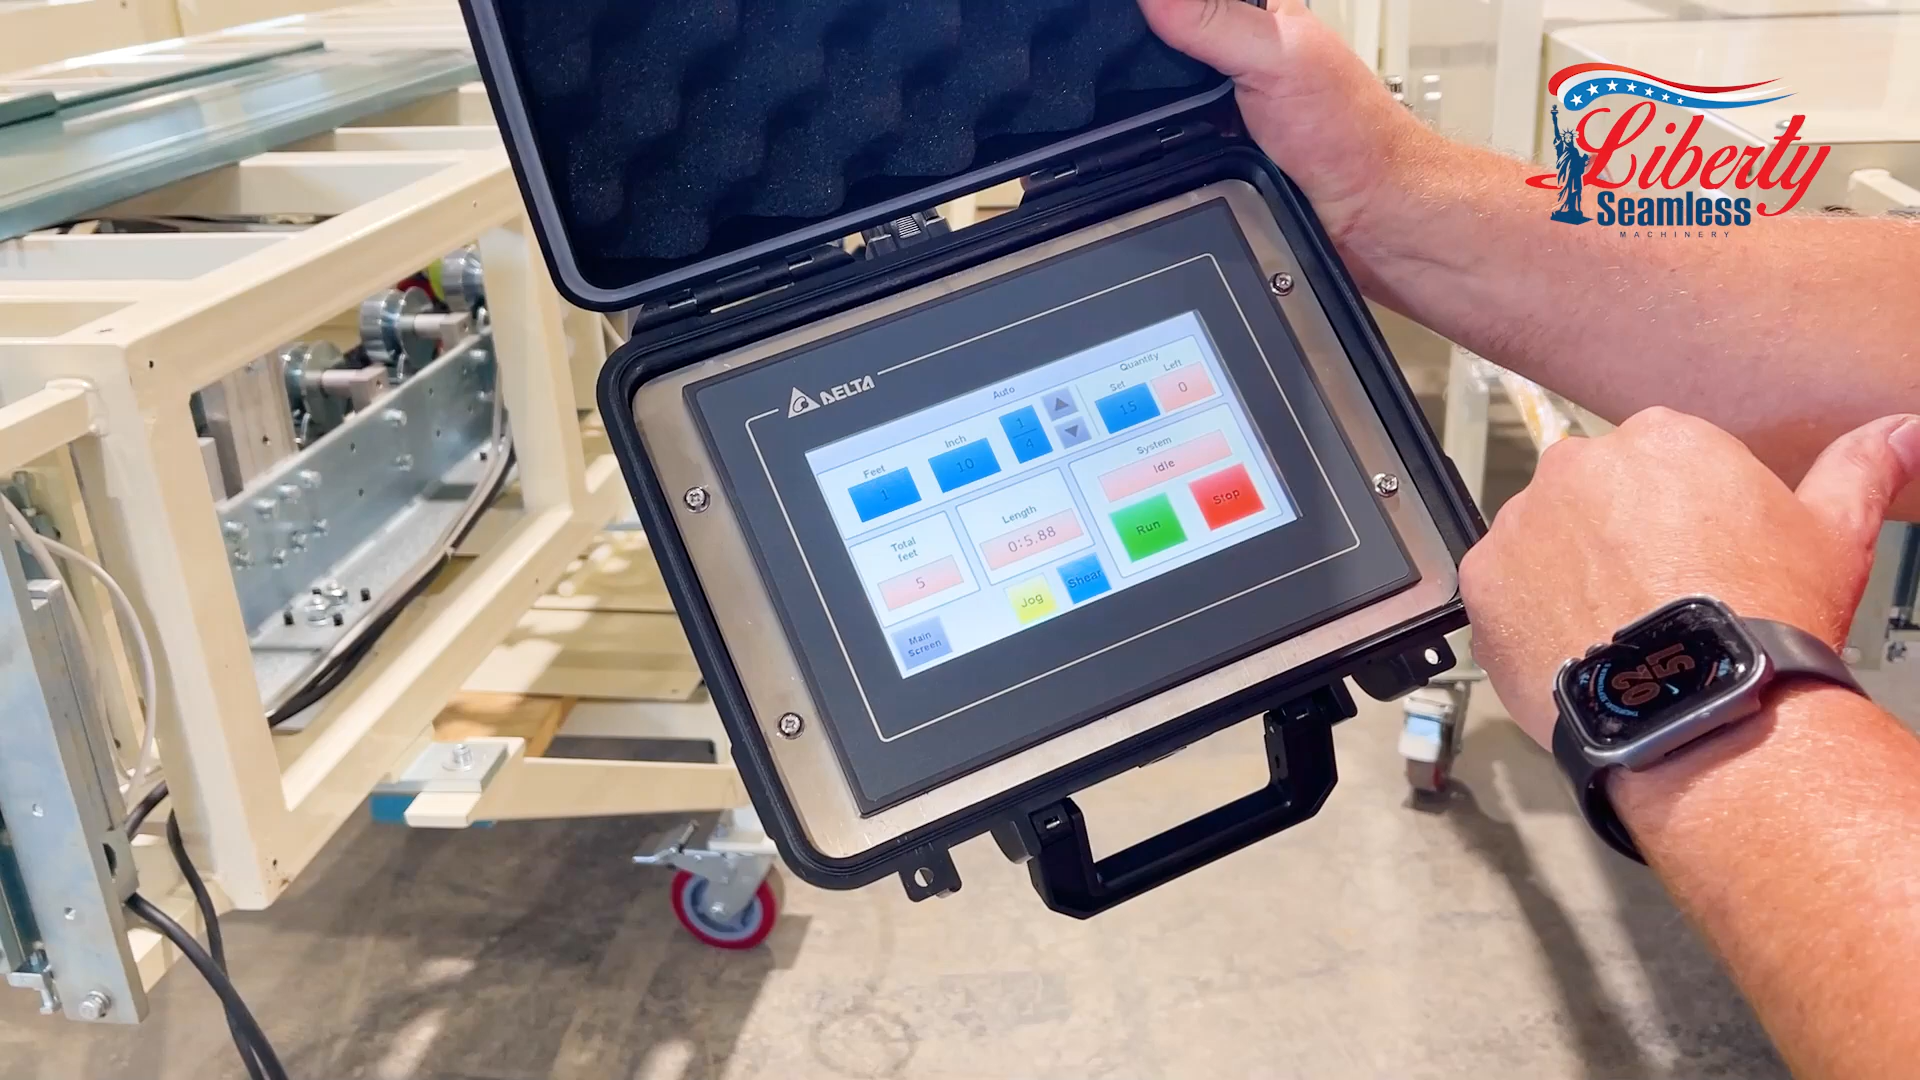 Liberty
Seamless
MACHINERY
DELTA
Auto
Quantity
Feet
Inch
Set
Left
1
10
1
4
15
0
Total
feet
5
Length
0:5.88
System
Idle
Run
Stop
Jog
Shear
Main
Screen
02
51